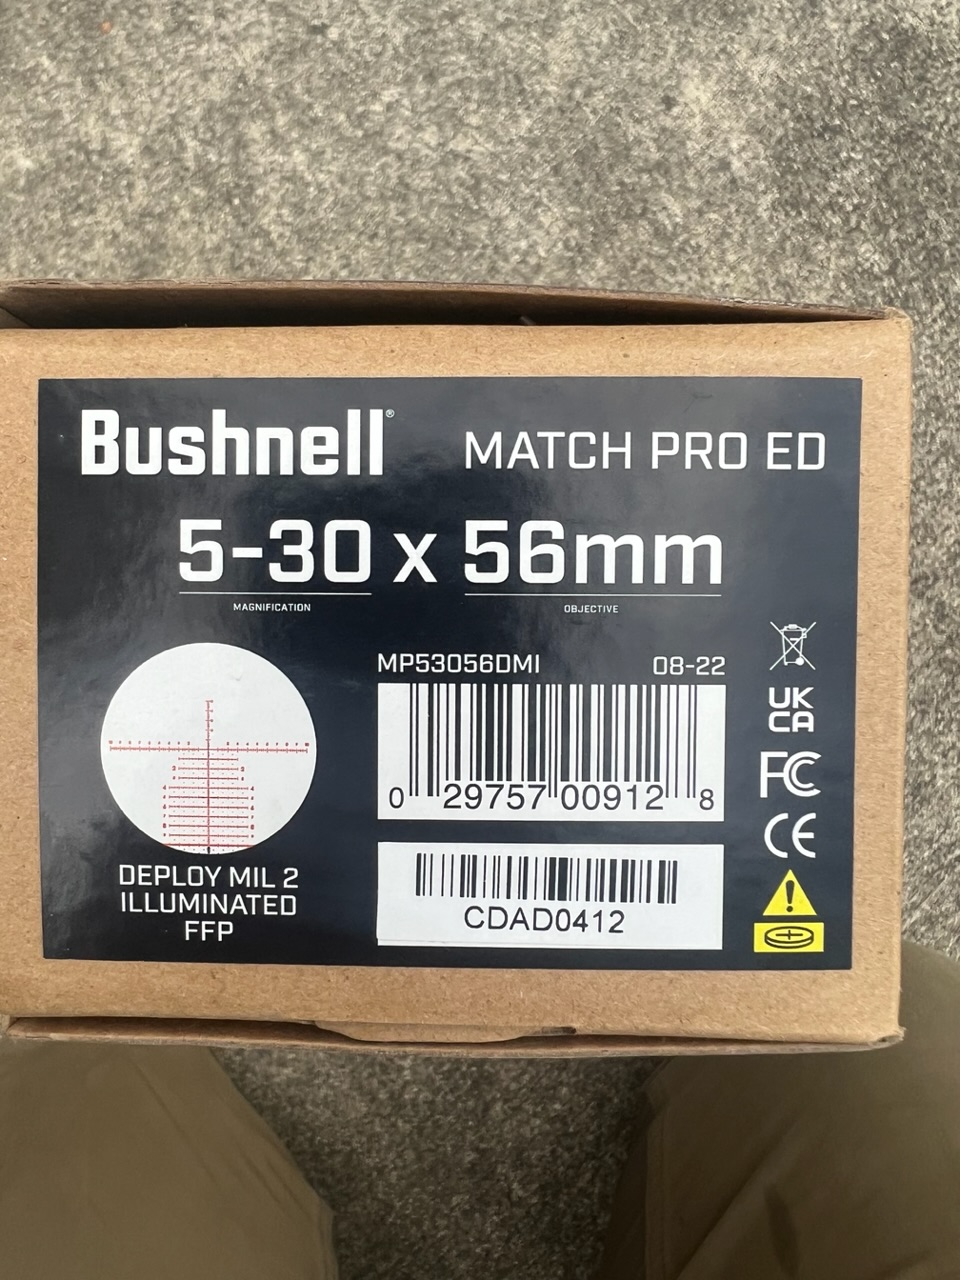 Bushnell®
MATCH PRO ED
5-30 x 56mm
MAGNIFICATION
OBJECTIVE
MP53056DMI
08-22
0 29757 00912 8
CDAD0412
DEPLOY MIL 2
ILLUMINATED
FFP
UK
CA
FC
CE